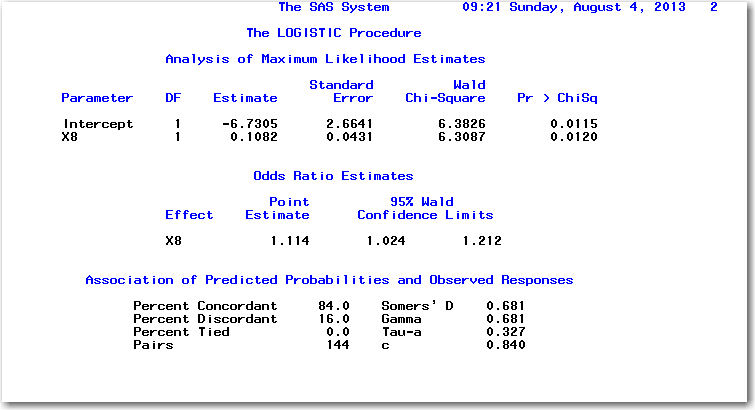 The SAS System 09:21 Sunday, August 4, 2013 2
The LOGISTIC Procedure
Analysis of Maximum Likelihood Estimates
Standard Wald
Parameter DF Estimate Error Chi-Square Pr > ChiSq
Intercept 1 -6.7305 2.6641 6.3826 0.0115
X8 1 0.1082 0.0431 6.3087 0.0120
Odds Ratio Estimates
Point 95% Wald
Effect Estimate Confidence Limits
X8 1.114 1.024 1.212
Association of Predicted Probabilities and Observed Responses
Percent Concordant 84.0 Somers' D 0.681
Percent Discordant 16.0 Gamma 0.681
Percent Tied 0.0 Tau-a 0.327
Pairs 144 c 0.840